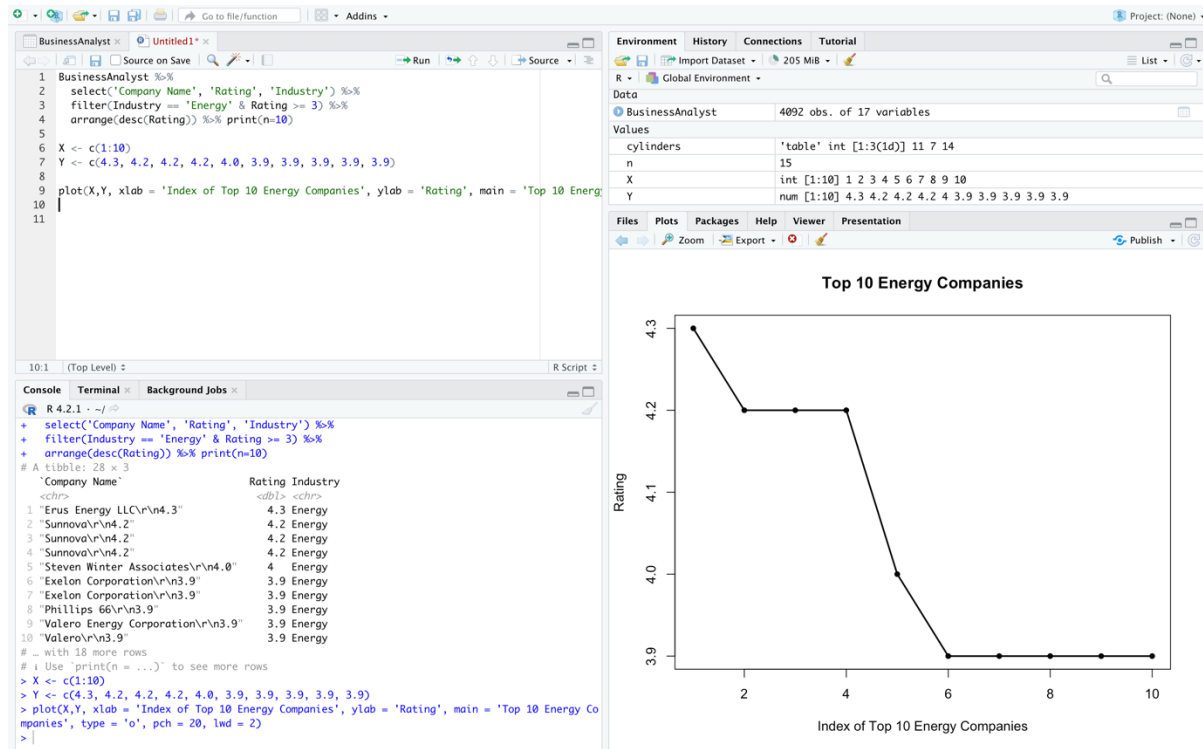 Go to file/function Addins Project: (None)
BusinessAnalyst Untitled1*
Source on Save Run Source
1 BusinessAnalyst %>%
2 select('Company Name', 'Rating', 'Industry') %>%
3 filter(Industry == 'Energy' & Rating >= 3) %>%
4 arrange(desc(Rating)) %>% print(n=10)
5
6 X <- c(1:10)
7 Y <- c(4.3, 4.2, 4.2, 4.2, 4.0, 3.9, 3.9, 3.9, 3.9, 3.9)
8
9 plot(X,Y, xlab = 'Index of Top 10 Energy Companies', ylab = 'Rating', main = 'Top 10 Energ
10
11
10:1 (Top Level) R Script
Console Terminal Background Jobs
R 4.2.1 · ~/
+ select('Company Name', 'Rating', 'Industry') %>%
+ filter(Industry == 'Energy' & Rating >= 3) %>%
+ arrange(desc(Rating)) %>% print(n=10)
# A tibble: 28 × 3
`Company Name` Rating Industry
<chr> <dbl> <chr>
1 "Erus Energy LLC\r\n4.3" 4.3 Energy
2 "Sunnova\r\n4.2" 4.2 Energy
3 "Sunnova\r\n4.2" 4.2 Energy
4 "Sunnova\r\n4.2" 4.2 Energy
5 "Steven Winter Associates\r\n4.0" 4 Energy
6 "Exelon Corporation\r\n3.9" 3.9 Energy
7 "Exelon Corporation\r\n3.9" 3.9 Energy
8 "Phillips 66\r\n3.9" 3.9 Energy
9 "Valero Energy Corporation\r\n3.9" 3.9 Energy
10 "Valero\r\n3.9" 3.9 Energy
# … with 18 more rows
# ℹ Use `print(n = ...)` to see more rows
> X <- c(1:10)
> Y <- c(4.3, 4.2, 4.2, 4.2, 4.0, 3.9, 3.9, 3.9, 3.9, 3.9)
> plot(X,Y, xlab = 'Index of Top 10 Energy Companies', ylab = 'Rating', main = 'Top 10 Energy Co
mpanies', type = 'o', pch = 20, lwd = 2)
>
Environment History Connections Tutorial
Import Dataset 205 MiB List
R Global Environment
Data
BusinessAnalyst 4092 obs. of 17 variables
Values
cylinders 'table' int [1:3(1d)] 11 7 14
n 15
X int [1:10] 1 2 3 4 5 6 7 8 9 10
Y num [1:10] 4.3 4.2 4.2 4.2 4 3.9 3.9 3.9 3.9 3.9
Files Plots Packages Help Viewer Presentation
Zoom Export Publish
Top 10 Energy Companies
4.3
4.2
4.1
4.0
3.9
Rating
2 4 6 8 10
Index of Top 10 Energy Companies